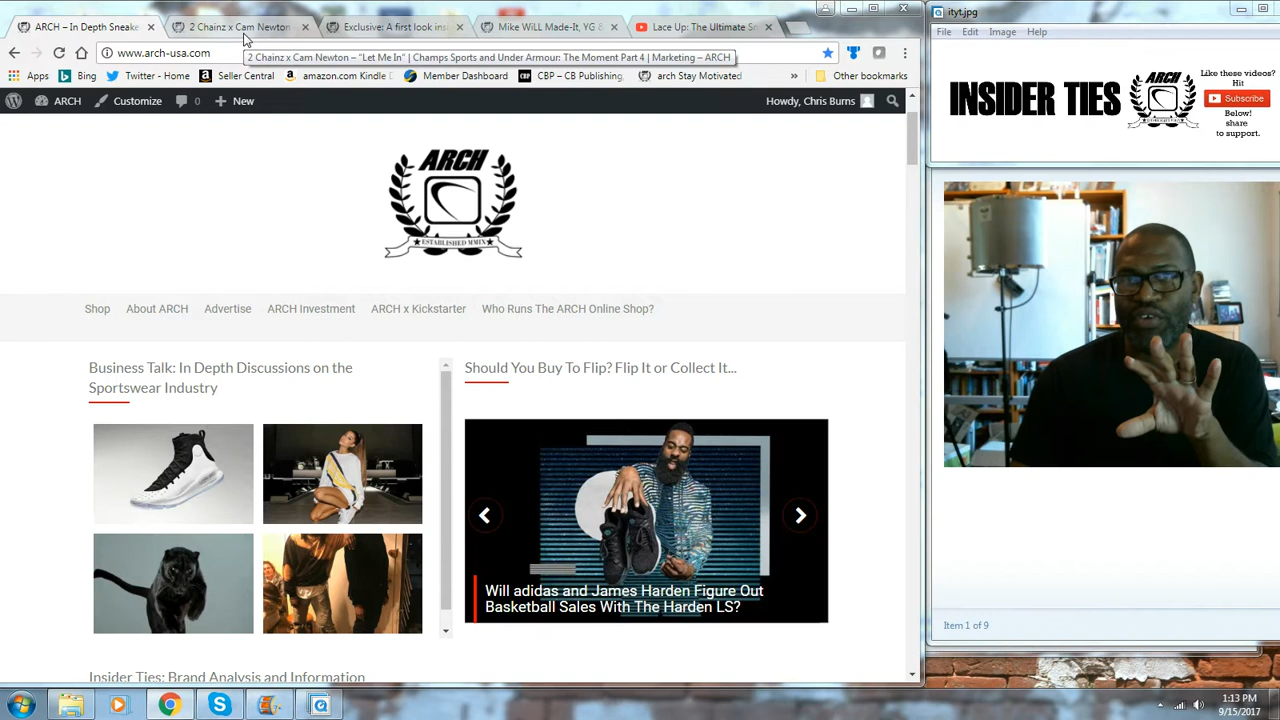 ARCH – In Depth Sneake
2 Chainz x Cam Newton
Exclusive: A first look insi
Mike WiLL Made-It, YG &
Lace Up: The Ultimate Sn
www.arch-usa.com
2 Chainz x Cam Newton – "Let Me In" | Champs Sports and Under Armour: The Moment Part 4 | Marketing – ARCH
Apps
Bing
Twitter - Home
Seller Central
amazon.com Kindle D
Member Dashboard
CBP
CBP – CB Publishing,
arch Stay Motivated
»
Other bookmarks
ARCH
Customize
0
New
Howdy, Chris Burns
ARCH
ESTABLISHED MMIX
Shop
About ARCH
Advertise
ARCH Investment
ARCH x Kickstarter
Who Runs The ARCH Online Shop?
Business Talk: In Depth Discussions on the
Sportswear Industry
Should You Buy To Flip? Flip It or Collect It...
Will adidas and James Harden Figure Out
Basketball Sales With The Harden LS?
Insider Ties: Brand Analysis and Information
ityt.jpg
File
Edit
Image
Help
INSIDER TIES
ARCH
Like these videos?
Hit
Subscribe
Below!
share
to support.
Item 1 of 9
1:13 PM
9/15/2017